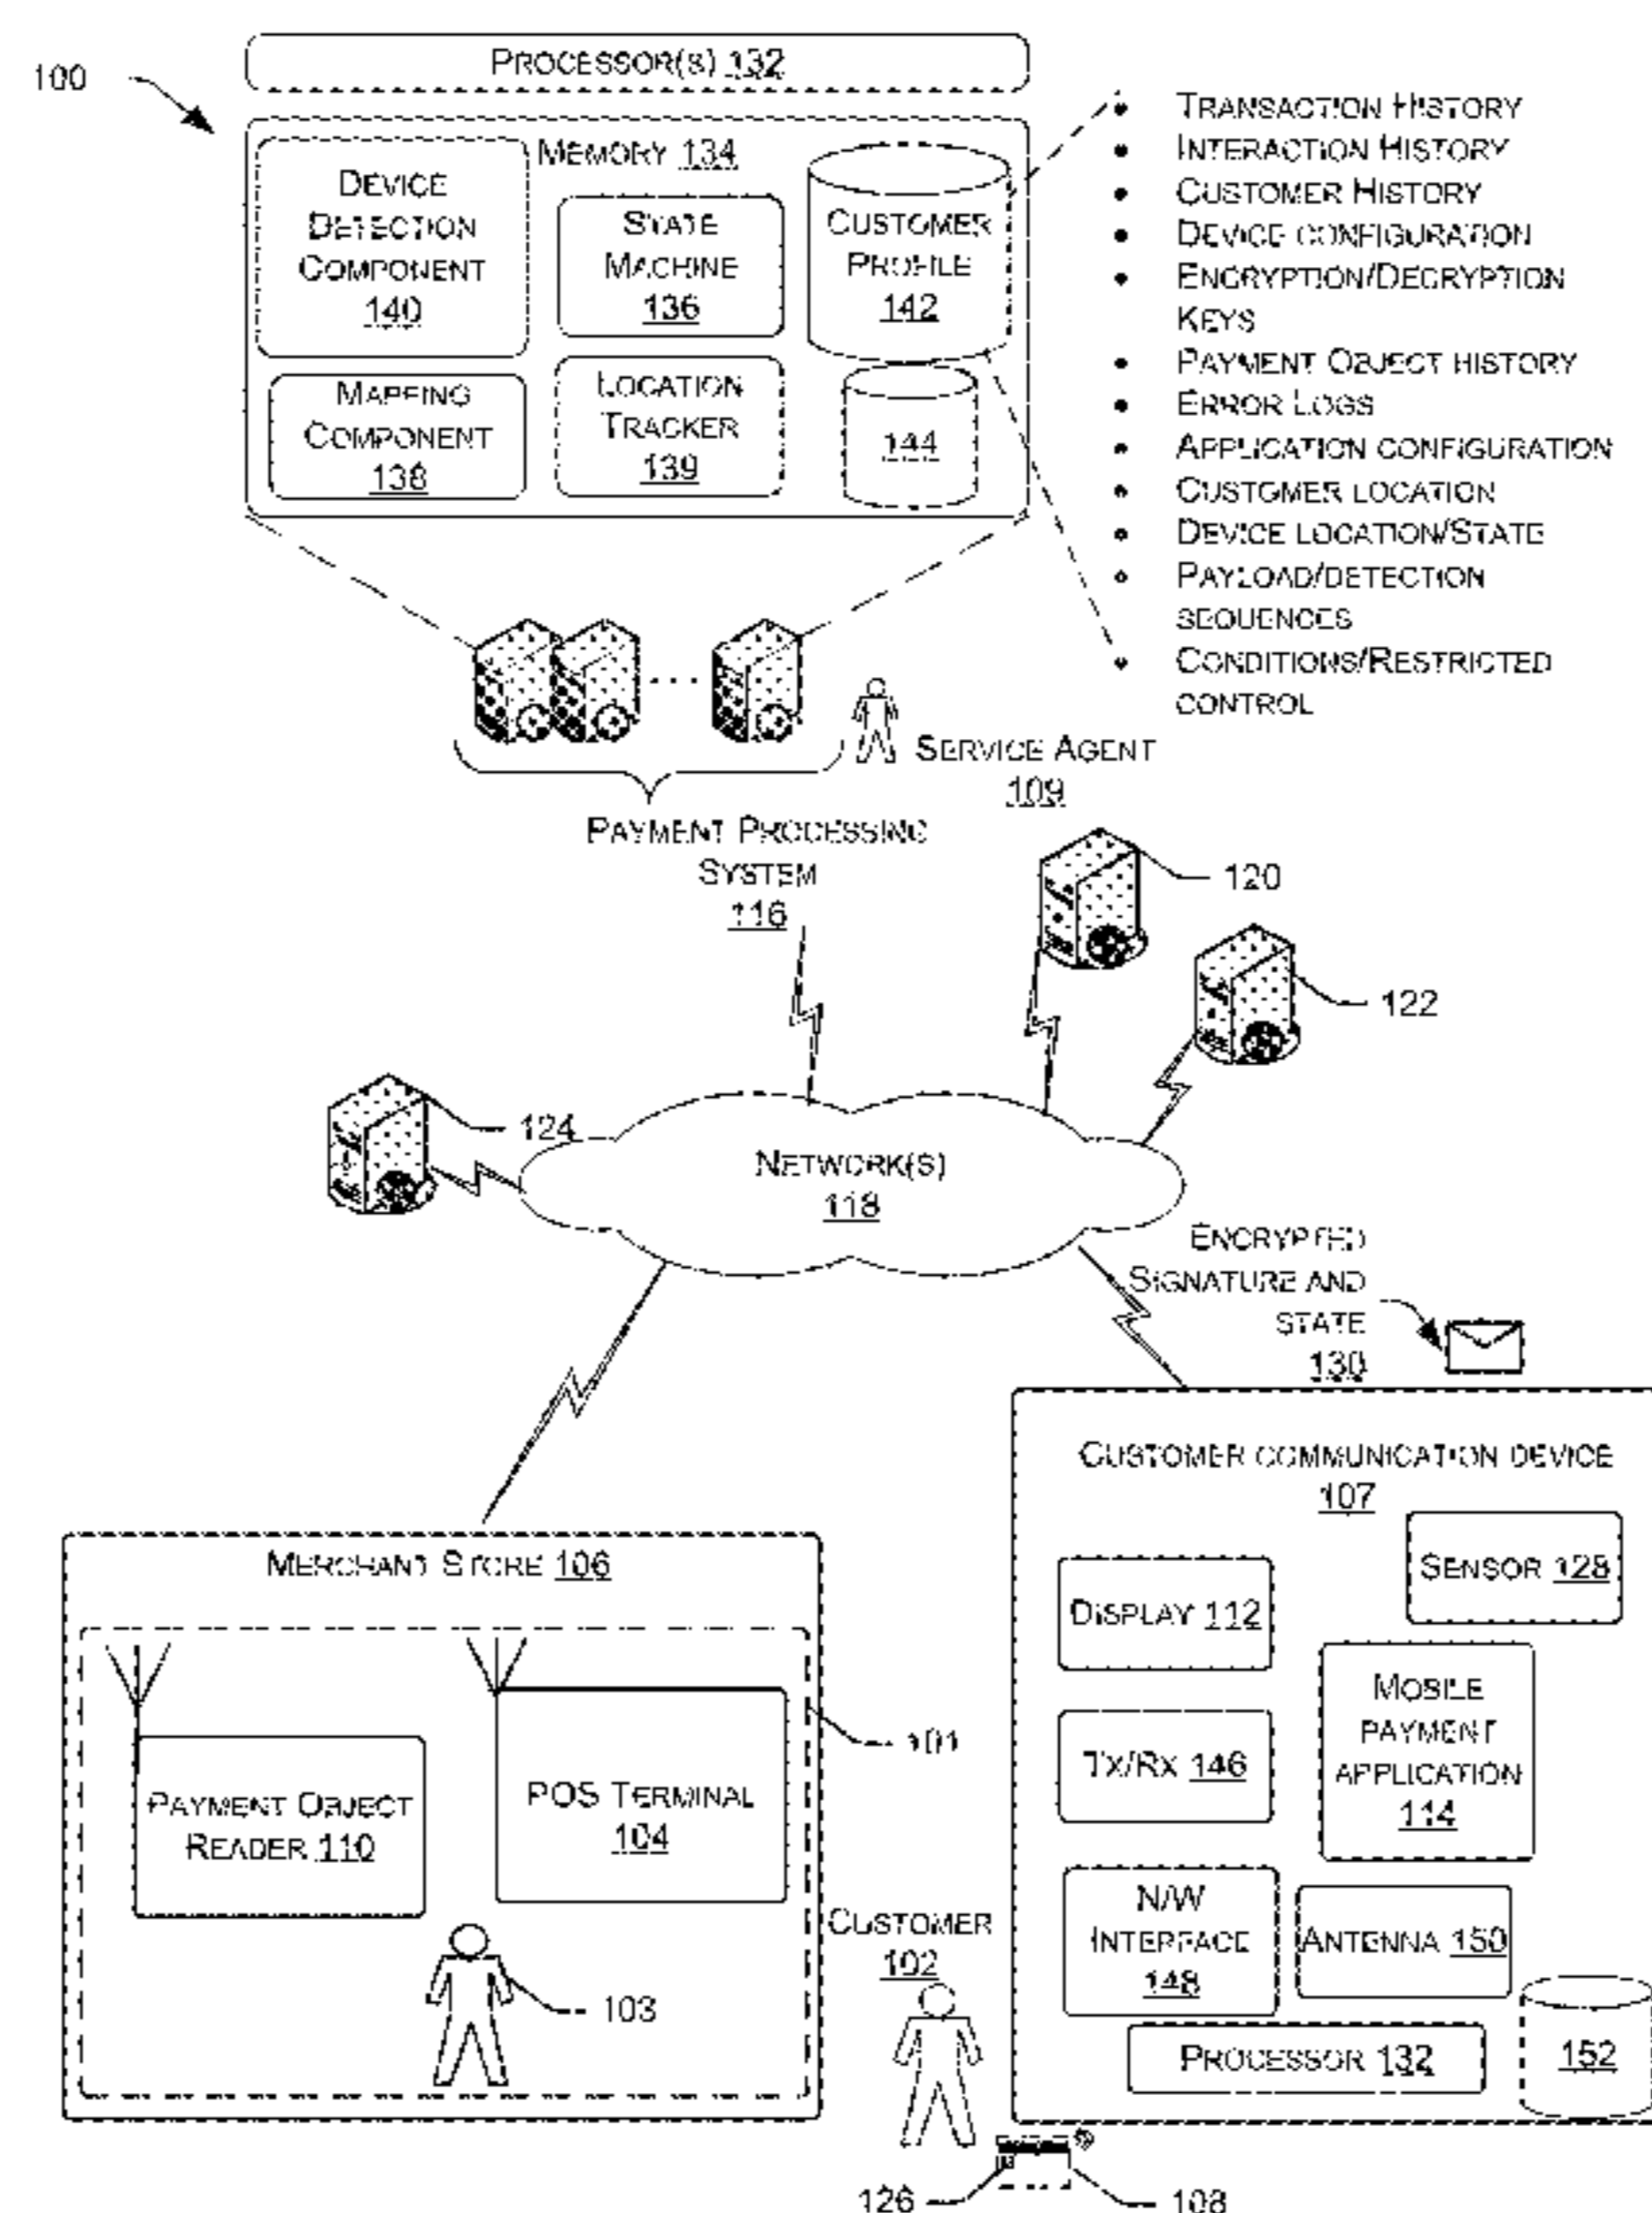 100
PROCESSOR(S) 132
MEMORY 134
DEVICE
DETECTION
COMPONENT
140
STATE
MACHINE
136
CUSTOMER
PROFILE
142
MAPPING
COMPONENT
138
LOCATION
TRACKER
139
144
• TRANSACTION HISTORY
• INTERACTION HISTORY
• CUSTOMER HISTORY
• DEVICE CONFIGURATION
• ENCRYPTION/DECRYPTION
KEYS
• PAYMENT OBJECT HISTORY
• ERROR LOGS
• APPLICATION CONFIGURATION
• CUSTOMER LOCATION
• DEVICE LOCATION/STATE
• PAYLOAD/DETECTION
SEQUENCES
• CONDITIONS/RESTRICTED
CONTROL
SERVICE AGENT
109
PAYMENT PROCESSING
SYSTEM
116
120
122
124
NETWORK(S)
118
ENCRYPTED
SIGNATURE AND
STATE
130
MERCHANT STORE 106
PAYMENT OBJECT
READER 110
POS TERMINAL
104
101
103
CUSTOMER
102
126
108
CUSTOMER COMMUNICATION DEVICE
107
SENSOR 128
DISPLAY 112
MOBILE
PAYMENT
APPLICATION
114
TX/RX 146
N/W
INTERFACE
148
ANTENNA 150
PROCESSOR 132
152